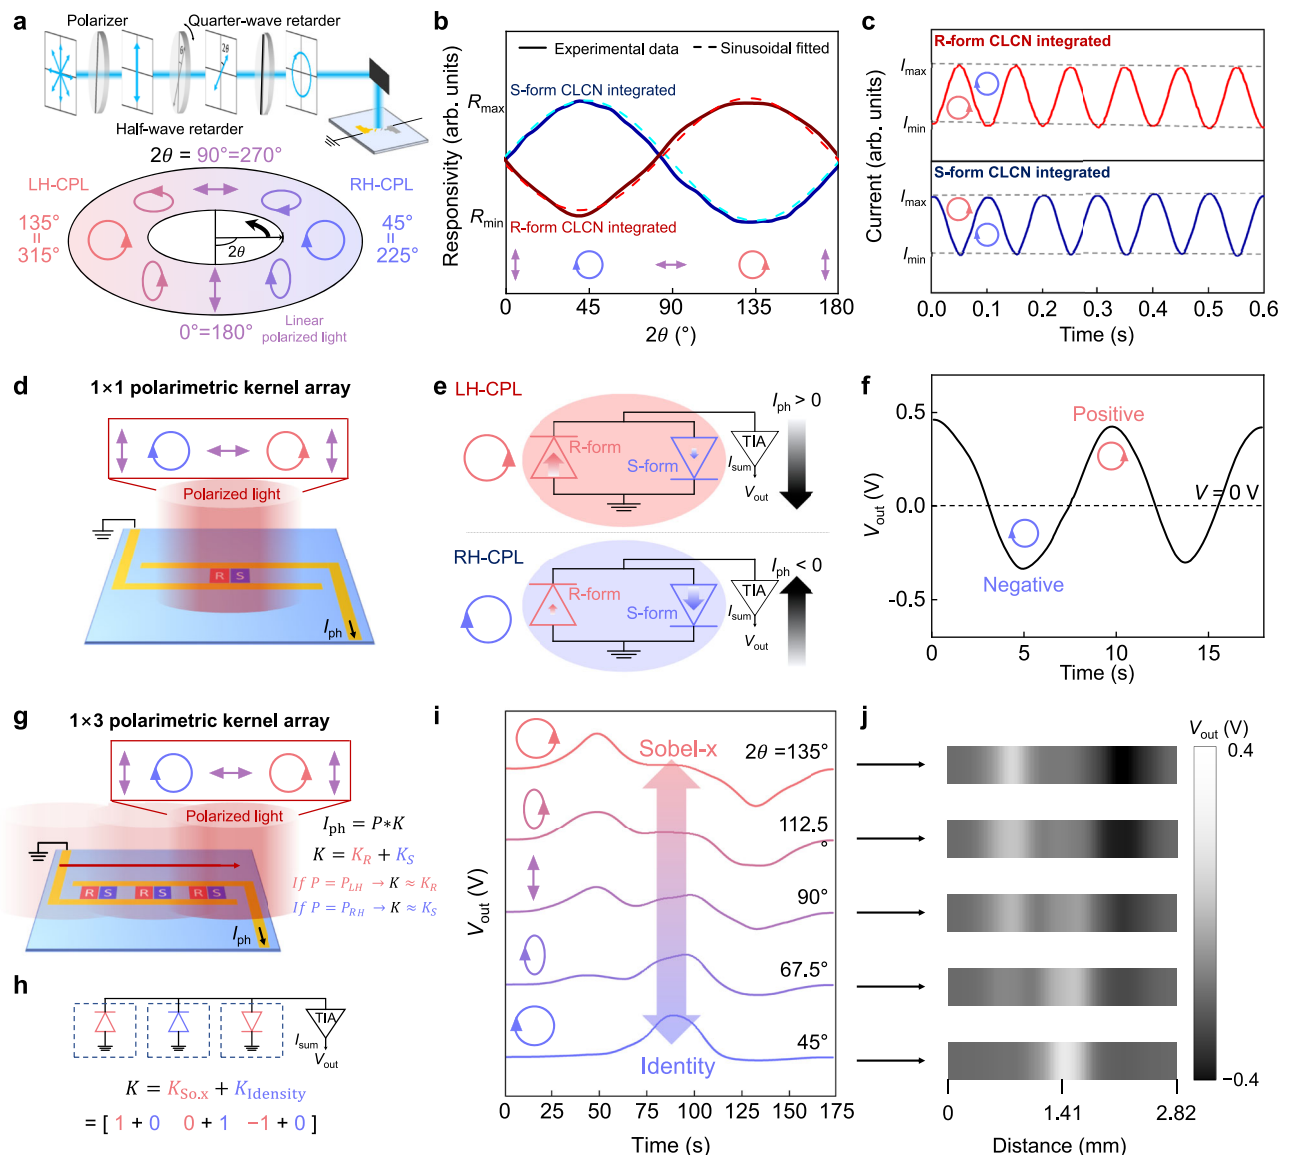 a
Polarizer
Quarter-wave retarder
θ
2θ
Half-wave retarder
2θ = 90°=270°
LH-CPL
RH-CPL
135°
=
315°
45°
=
225°
2θ
0°=180°
Linear
polarized light
b
Responsivity (arb. units)
Experimental data
Sinusoidal fitted
S-form CLCN integrated
R-form CLCN integrated
Rmax
Rmin
0 45 90 135 180
2θ (°)
c
Current (arb. units)
R-form CLCN integrated
Imax
Imin
S-form CLCN integrated
Imax
Imin
0.0 0.1 0.2 0.3 0.4 0.5 0.6
Time (s)
d
1×1 polarimetric kernel array
Polarized light
R S
Iph
e
LH-CPL
R-form
S-form
TIA
Isum
Vout
Iph > 0
RH-CPL
R-form
S-form
TIA
Isum
Vout
Iph < 0
f
Vout (V)
0.5
0.0
-0.5
Positive
V = 0 V
Negative
0 5 10 15
Time (s)
g
1×3 polarimetric kernel array
Polarized light
R S R S R S
Iph
Iph = P*K
K = KR + KS
If P = PLH → K ≈ KR
If P = PRH → K ≈ KS
h
TIA
Isum
Vout
K = KSo.x + KIdensity
= [ 1 + 0 0 + 1 −1 + 0 ]
i
Vout (V)
Sobel-x
2θ =135°
112.5
°
90°
67.5°
45°
Identity
0 25 50 75 100 125 150 175
Time (s)
j
Vout (V)
0.4
−0.4
0 1.41 2.82
Distance (mm)